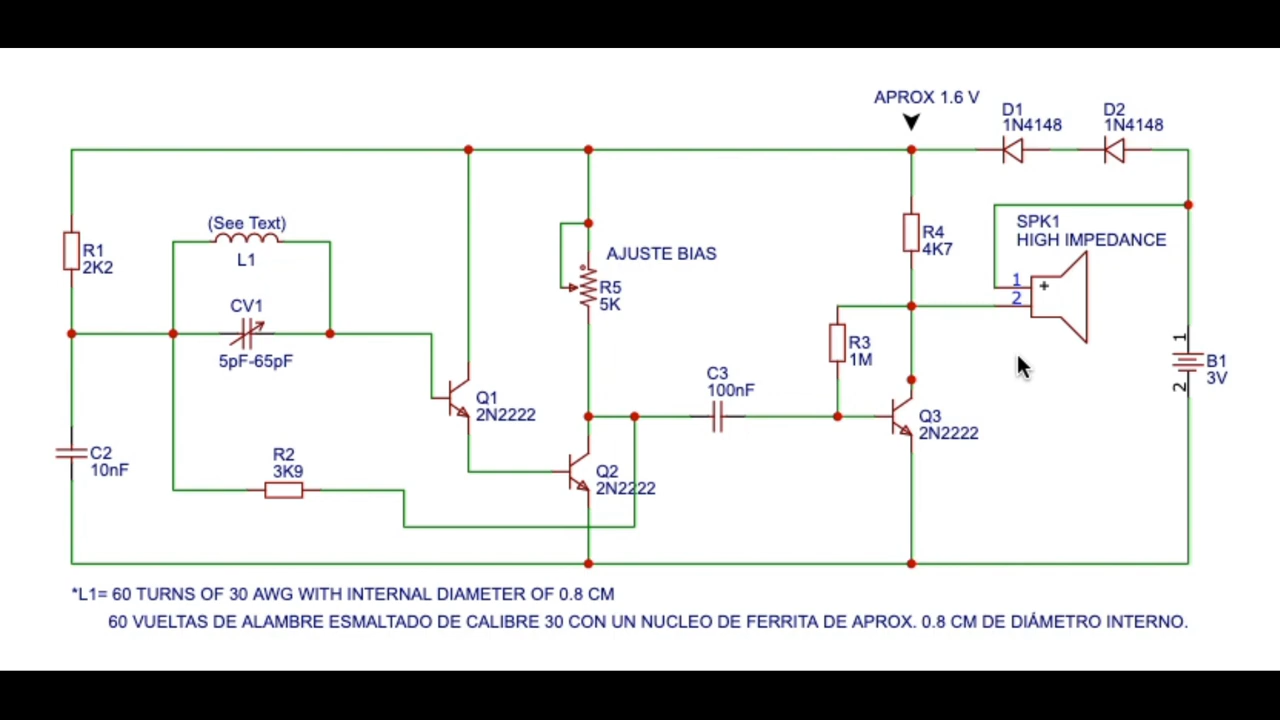 APROX 1.6 V
D1
1N4148
D2
1N4148
(See Text)
L1
R1
2K2
CV1
5pF-65pF
AJUSTE BIAS
R5
5K
R4
4K7
SPK1
HIGH IMPEDANCE
1
2
+
R3
1M
1
2
B1
3V
C3
100nF
Q1
2N2222
Q3
2N2222
C2
10nF
R2
3K9
Q2
2N2222
*L1= 60 TURNS OF 30 AWG WITH INTERNAL DIAMETER OF 0.8 CM
60 VUELTAS DE ALAMBRE ESMALTADO DE CALIBRE 30 CON UN NUCLEO DE FERRITA DE APROX. 0.8 CM DE DIÁMETRO INTERNO.